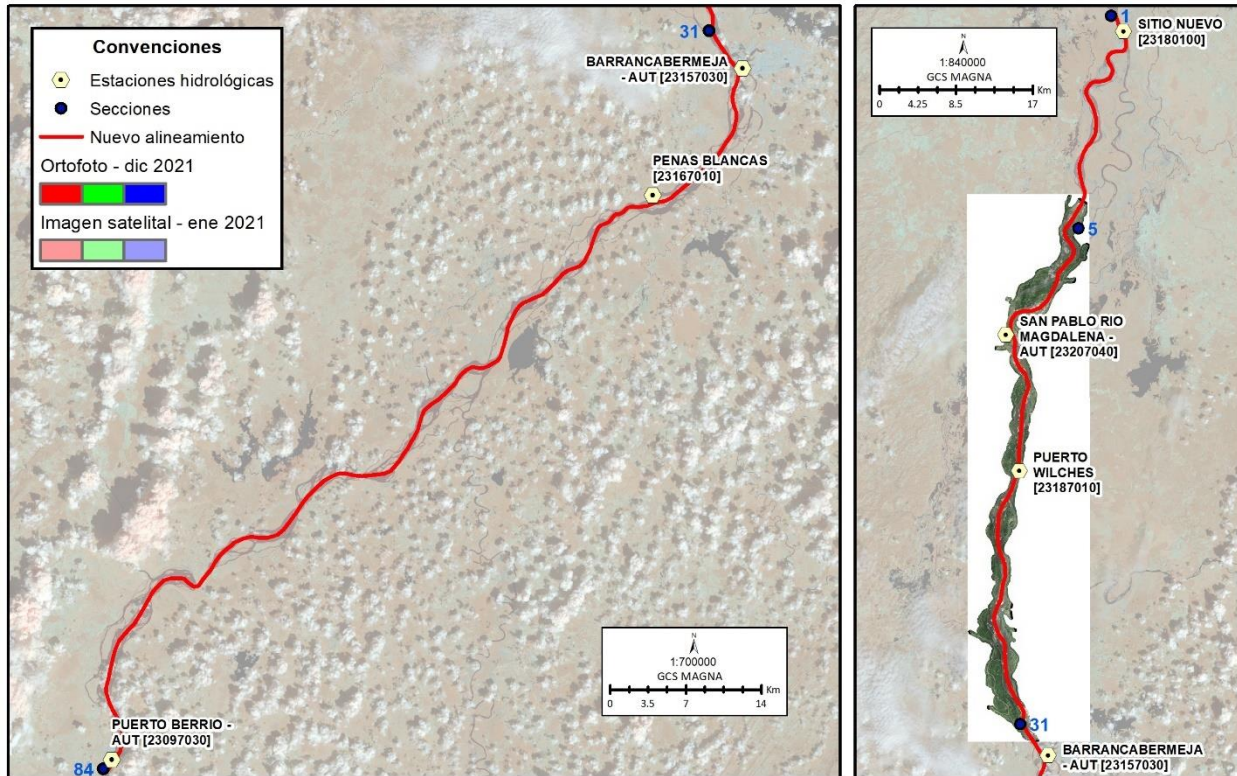 Convenciones
Estaciones hidrológicas
Secciones
Nuevo alineamiento
Ortofoto - dic 2021
Imagen satelital - ene 2021
31
BARRANCABERMEJA
- AUT [23157030]
PENAS BLANCAS
[23167010]
N
1:700000
GCS MAGNA
0 3.5 7 14 Km
PUERTO BERRIO -
AUT [23097030]
84
1
SITIO NUEVO
[23180100]
N
1:840000
GCS MAGNA
0 4.25 8.5 17 Km
5
SAN PABLO RIO
MAGDALENA -
AUT [23207040]
PUERTO
WILCHES
[23187010]
31
BARRANCABERMEJA
- AUT [23157030]